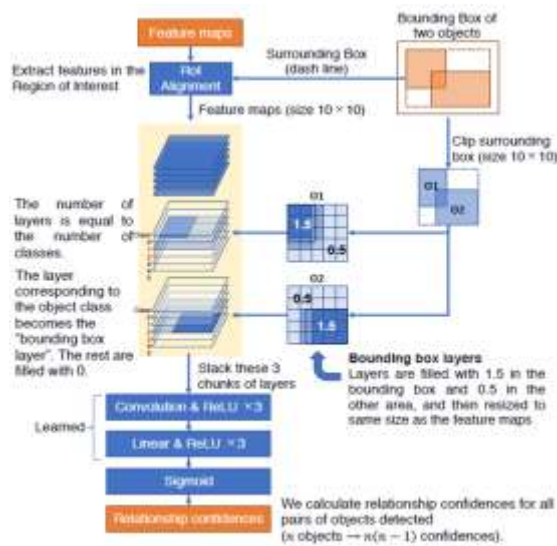 Feature maps
Bounding Box of
two objects
Surrounding Box
(dash line)
Extract features in the
Region of Interest
RoI
Alignment
Feature maps (size 10 × 10)
Clip surrounding
box (size 10 × 10)
o1
o2
The number of
layers is equal to
the number of
classes.
o1
1.5
0.5
The layer
corresponding to
the object class
becomes the
"bounding box
layer". The rest are
filled with 0.
o2
0.5
1.5
Bounding box layers
Layers are filled with 1.5 in the
bounding box and 0.5 in the
other area, and then resized to
same size as the feature maps
Stack these 3
chunks of layers
Learned
Convolution & ReLU ×3
Linear & ReLU ×3
Sigmoid
Relationship confidences
We calculate relationship confidences for all
pairs of objects detected
(n objects → n(n − 1) confidences).